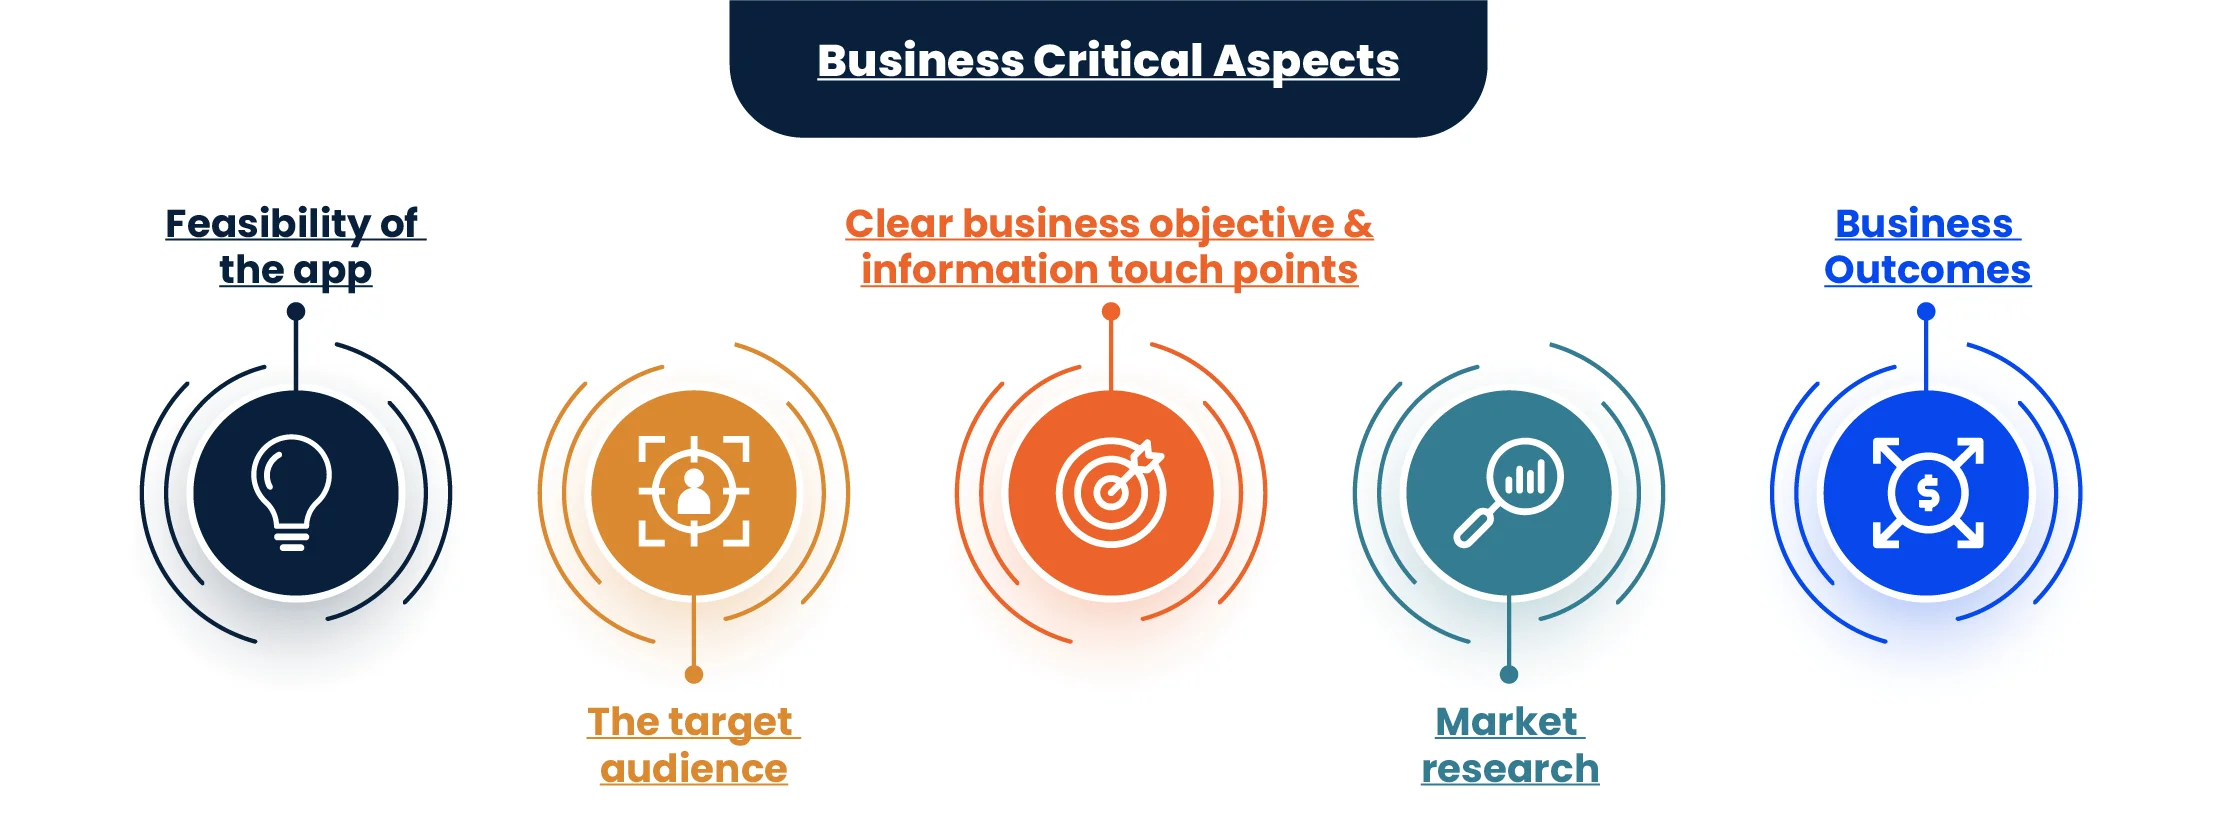 Business Critical Aspects
Feasibility of
the app
Clear business objective &
information touch points
Business
Outcomes
$
The target
audience
Market
research